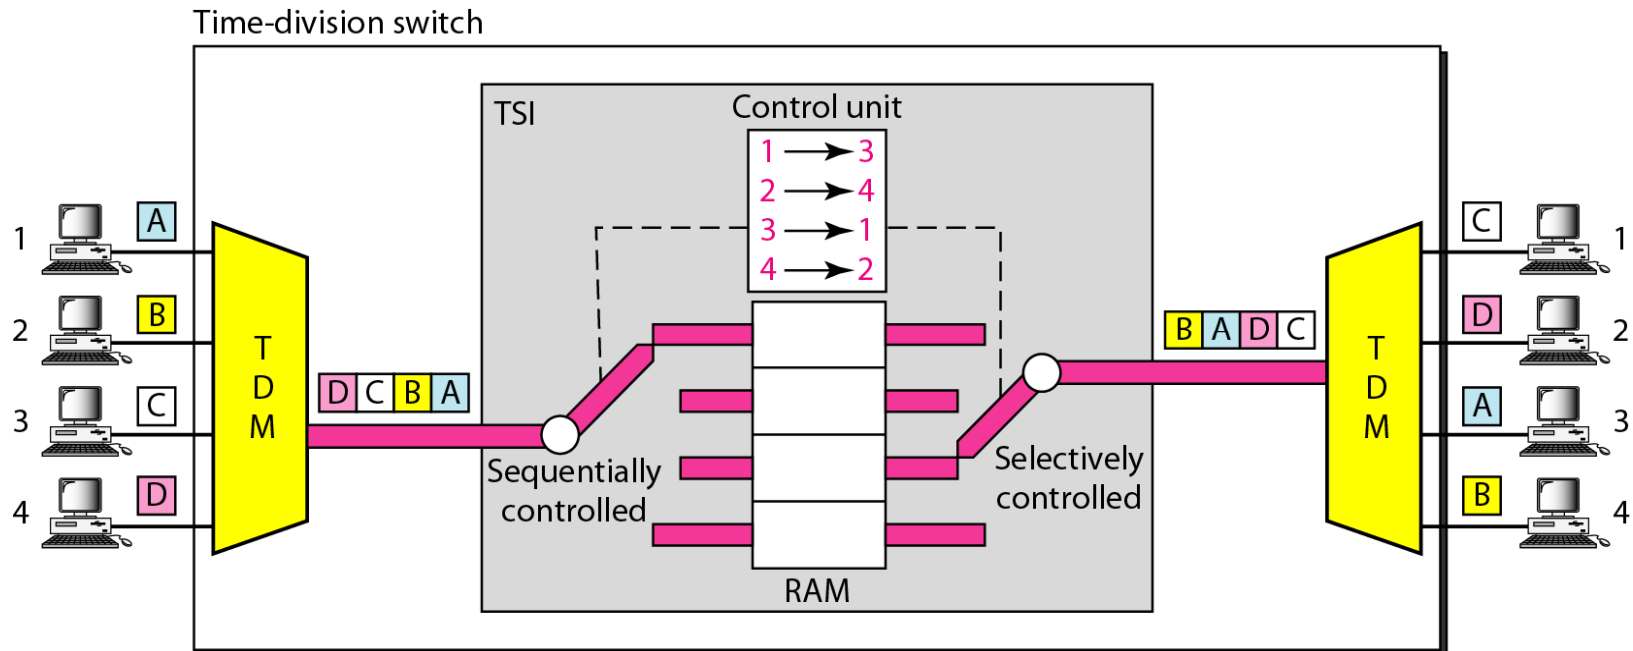 Time-division switch
TSI
Control unit
1 → 3
2 → 4
3 → 1
4 → 2
1
A
2
B
3
C
4
D
T
D
M
D C B A
Sequentially
controlled
RAM
Selectively
controlled
B A D C
T
D
M
C
1
D
2
A
3
B
4